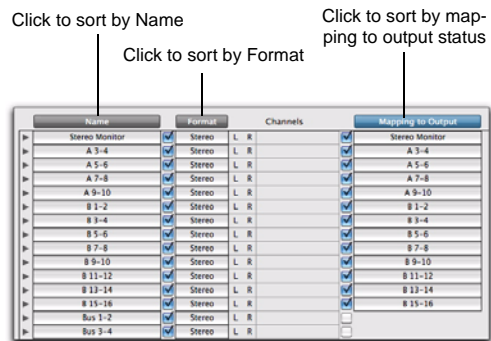 Click to sort by Name
Click to sort by Format
Click to sort by map-
ping to output status
Name Format Channels Mapping to Output
Stereo Monitor Stereo L R Stereo Monitor
A 3-4 Stereo L R A 3-4
A 5-6 Stereo L R A 5-6
A 7-8 Stereo L R A 7-8
A 9-10 Stereo L R A 9-10
B 1-2 Stereo L R B 1-2
B 3-4 Stereo L R B 3-4
B 5-6 Stereo L R B 5-6
B 7-8 Stereo L R B 7-8
B 9-10 Stereo L R B 9-10
B 11-12 Stereo L R B 11-12
B 13-14 Stereo L R B 13-14
B 15-16 Stereo L R B 15-16
Bus 1-2 Stereo L R
Bus 3-4 Stereo L R